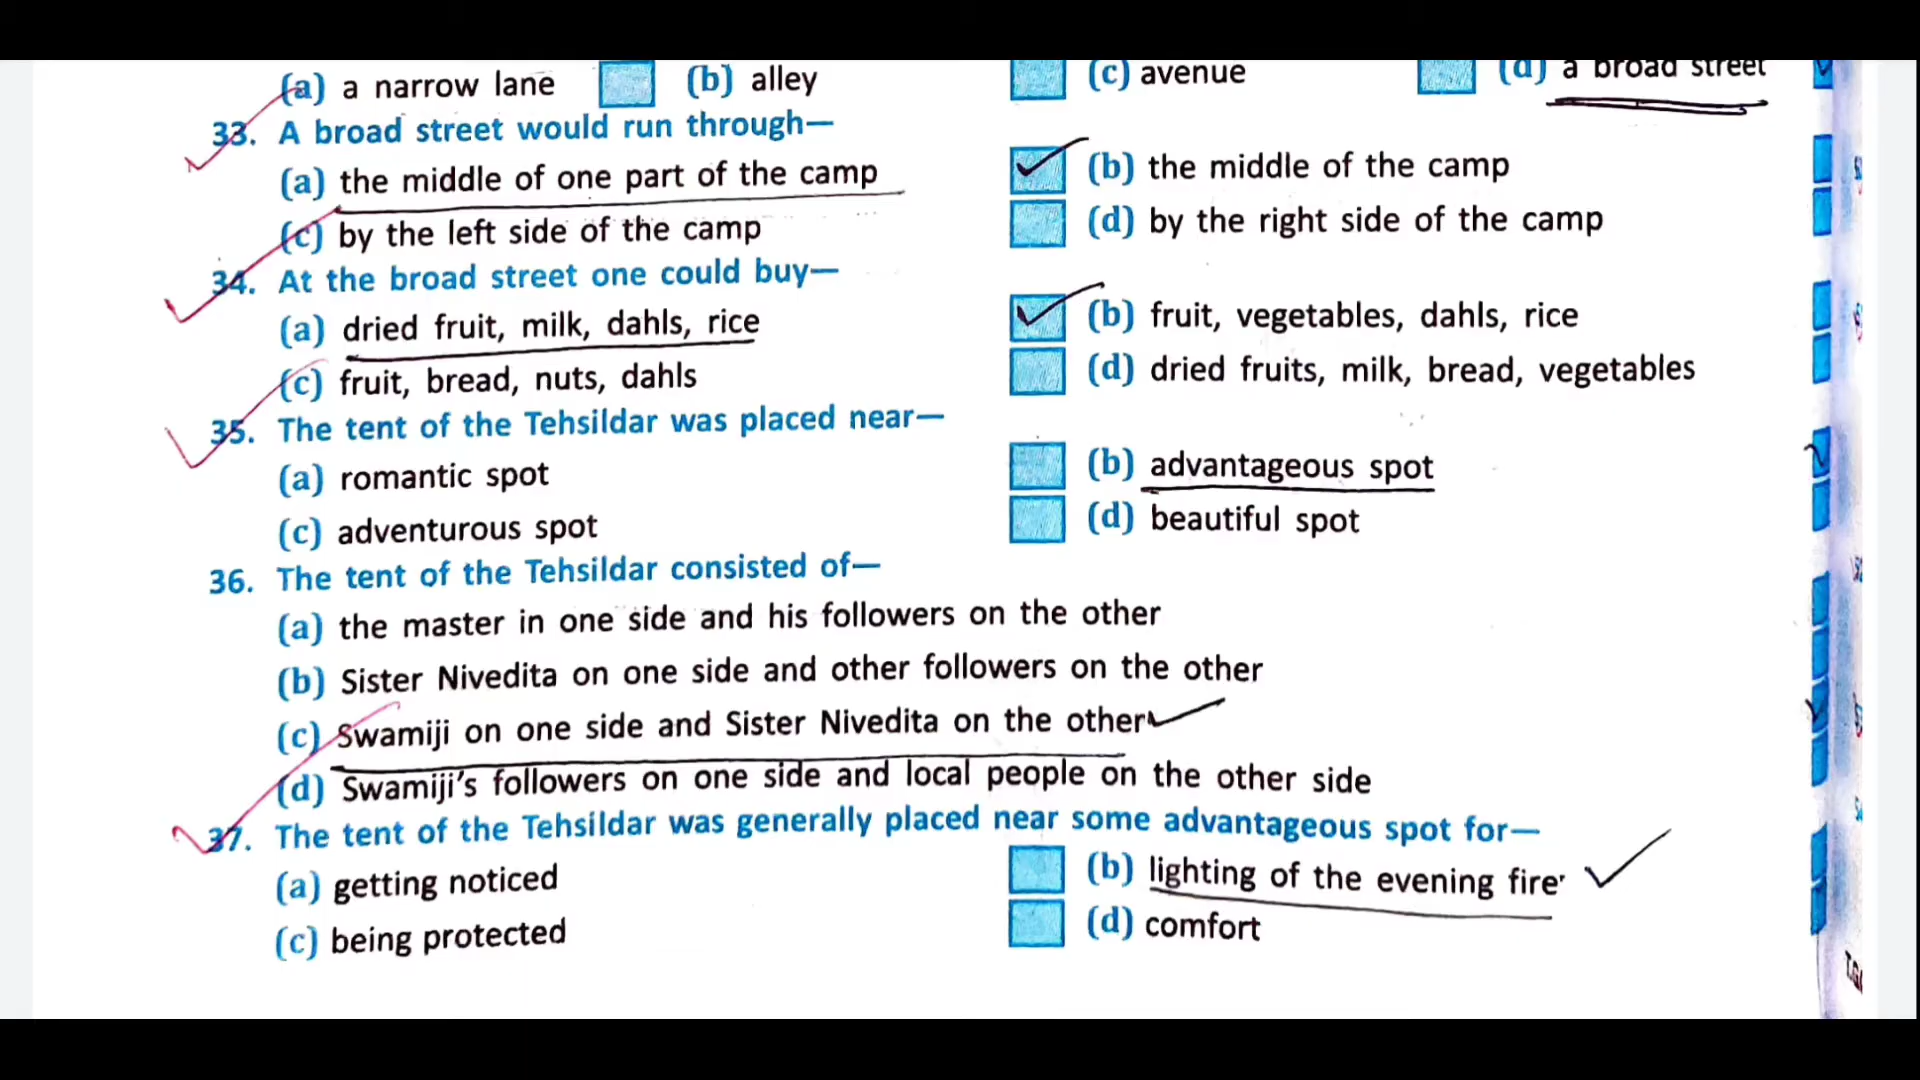 (a) a narrow lane (b) alley (c) avenue (d) a broad street
33. A broad street would run through—
(a) the middle of one part of the camp (b) the middle of the camp
(c) by the left side of the camp (d) by the right side of the camp
34. At the broad street one could buy—
(a) dried fruit, milk, dahls, rice (b) fruit, vegetables, dahls, rice
(c) fruit, bread, nuts, dahls (d) dried fruits, milk, bread, vegetables
35. The tent of the Tehsildar was placed near—
(a) romantic spot (b) advantageous spot
(c) adventurous spot (d) beautiful spot
36. The tent of the Tehsildar consisted of—
(a) the master in one side and his followers on the other
(b) Sister Nivedita on one side and other followers on the other
(c) Swamiji on one side and Sister Nivedita on the other
(d) Swamiji's followers on one side and local people on the other side
37. The tent of the Tehsildar was generally placed near some advantageous spot for—
(a) getting noticed (b) lighting of the evening fire
(c) being protected (d) comfort